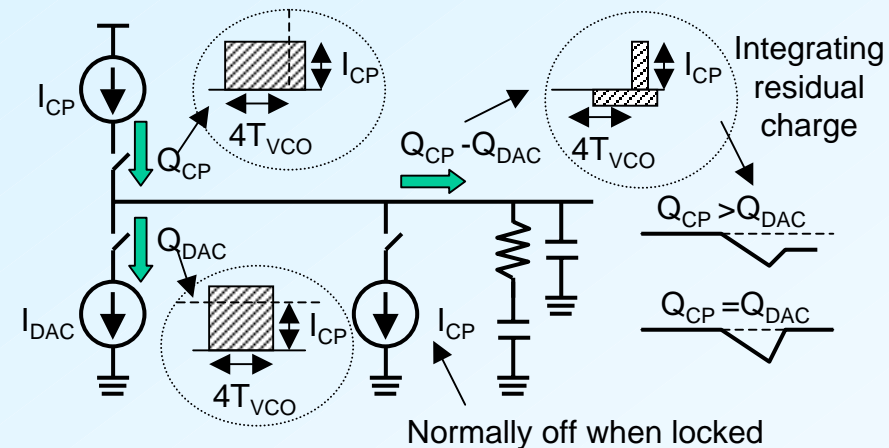 I_CP
Q_CP
4T_VCO
I_CP
Q_CP-Q_DAC
4T_VCO
I_CP
Integrating
residual
charge
Q_CP>Q_DAC
Q_CP=Q_DAC
Q_DAC
I_DAC
I_CP
4T_VCO
I_CP
Normally off when locked